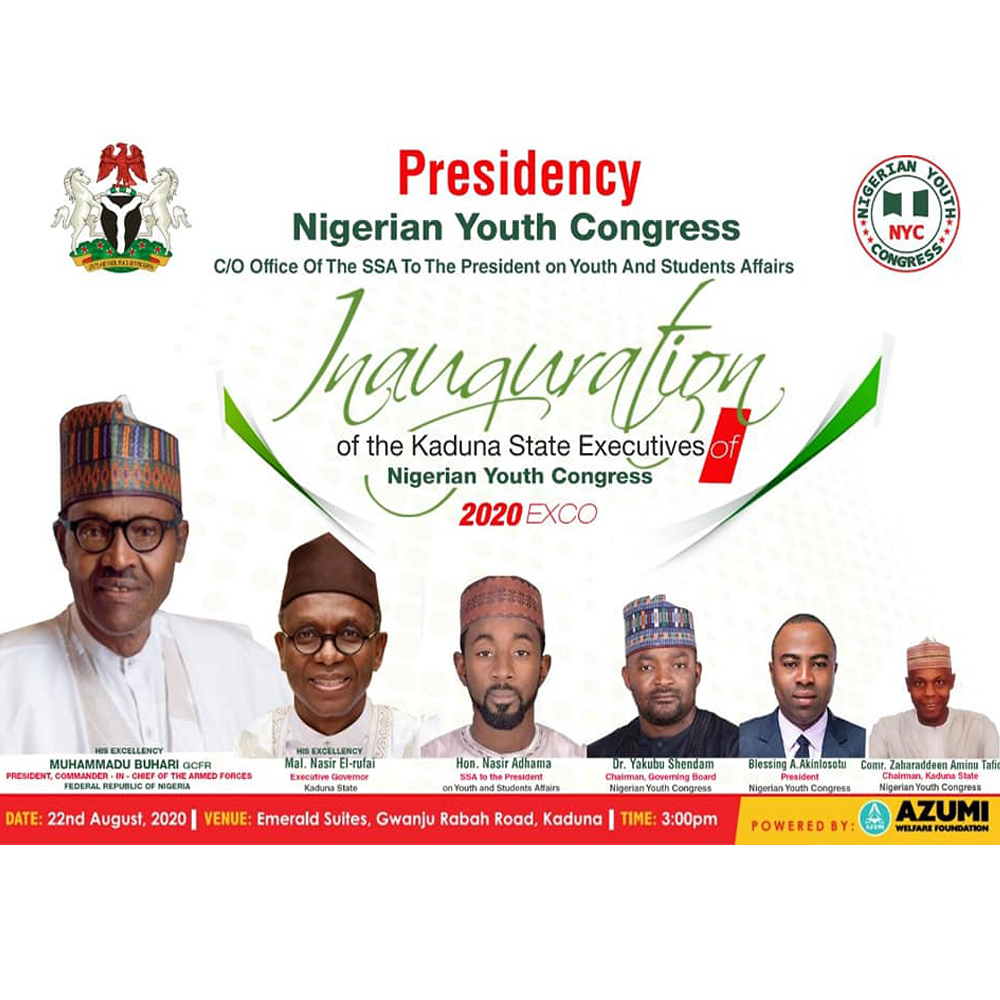 Presidency
Nigerian Youth Congress
C/O Office Of The SSA To The President on Youth And Students Affairs
NIGERIAN YOUTH
NYC
CONGRESS
Inauguration
of the Kaduna State Executives of
Nigerian Youth Congress
2020 EXCO
HIS EXCELLENCY
MUHAMMADU BUHARI GCFR
PRESIDENT, COMMANDER - IN - CHIEF OF THE ARMED FORCES
FEDERAL REPUBLIC OF NIGERIA
HIS EXCELLENCY
Mal. Nasir El-rufai
Executive Governor
Kaduna State
Hon. Nasir Adhama
SSA to the President
on Youth and Students Affairs
Dr. Yakubu Shendam
Chairman, Governing Board
Nigerian Youth Congress
Blessing A.Akinlosotu
President
Nigerian Youth Congress
Comr. Zaharaddeen Aminu Tafid
Chairman, Kaduna State
Nigerian Youth Congress
DATE: 22nd August, 2020 | VENUE: Emerald Suites, Gwanju Rabah Road, Kaduna | TIME: 3:00pm
POWERED BY:
AZUMI
AZUMI
WELFARE FOUNDATION